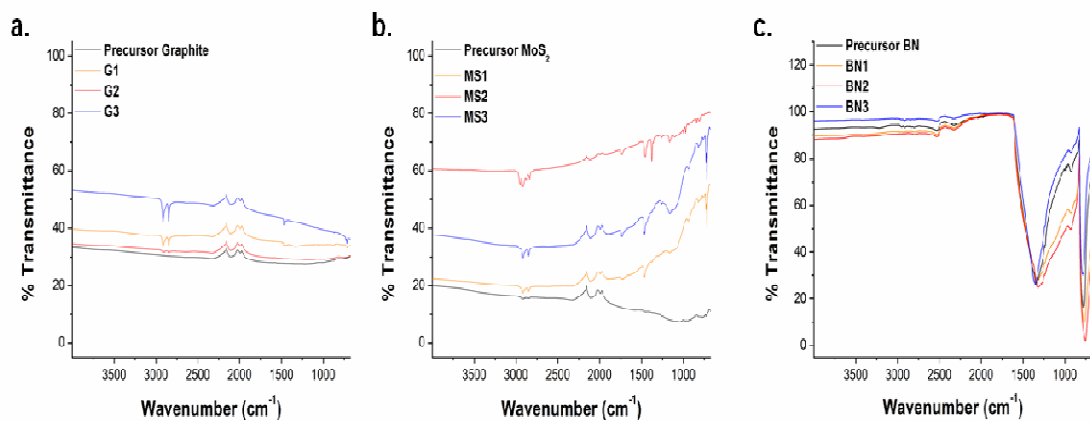 a.
Precursor Graphite
G1
G2
G3
100
80
60
40
20
0
% Transmittance
3500 3000 2500 2000 1500 1000
Wavenumber (cm⁻¹)
b.
Precursor MoS₂
MS1
MS2
MS3
100
80
60
40
20
0
% Transmittance
3500 3000 2500 2000 1500 1000
Wavenumber (cm⁻¹)
c.
Precursor BN
BN1
BN2
BN3
120
100
80
60
40
20
0
% Transmittance
3500 3000 2500 2000 1500 1000
Wavenumber (cm⁻¹)